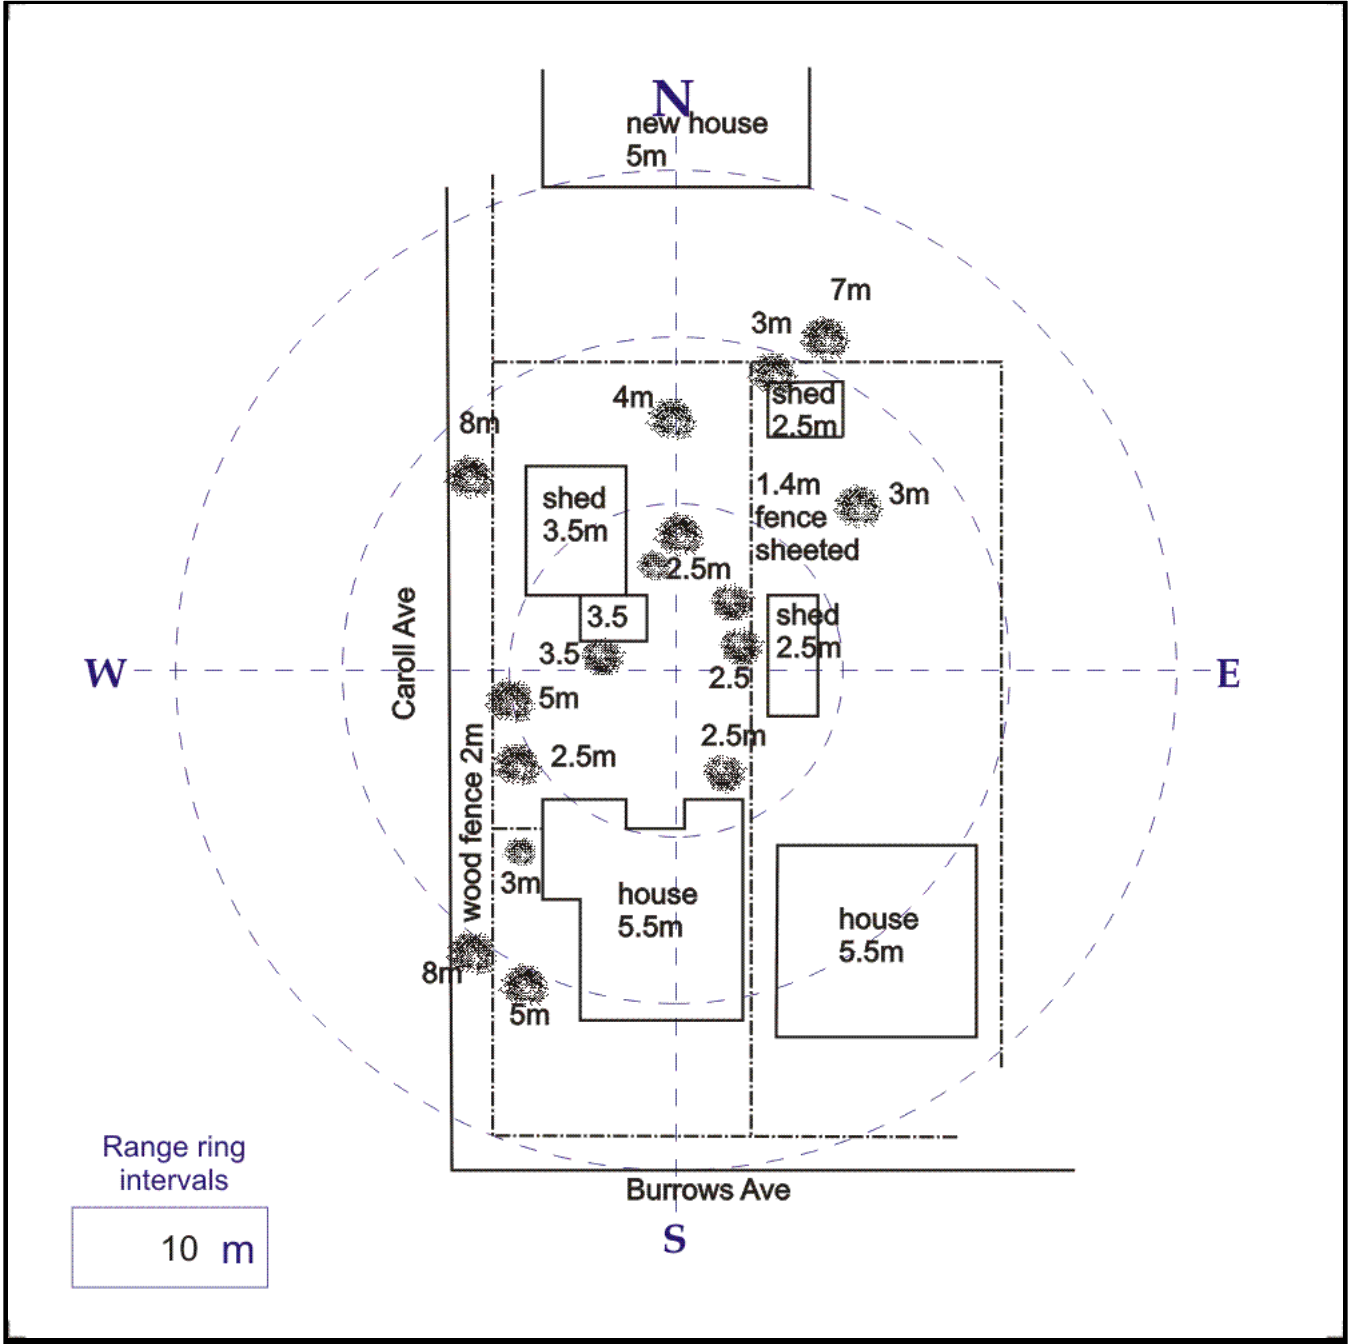 N
new house
5m
7m
3m
4m
shed
2.5m
8m
shed
3.5m
1.4m
fence
sheeted
3m
2.5m
3.5
shed
2.5m
3.5
2.5
W
E
Caroll Ave
5m
2.5m
2.5m
wood fence 2m
3m
house
5.5m
house
5.5m
8m
5m
Range ring
intervals
10 m
Burrows Ave
S